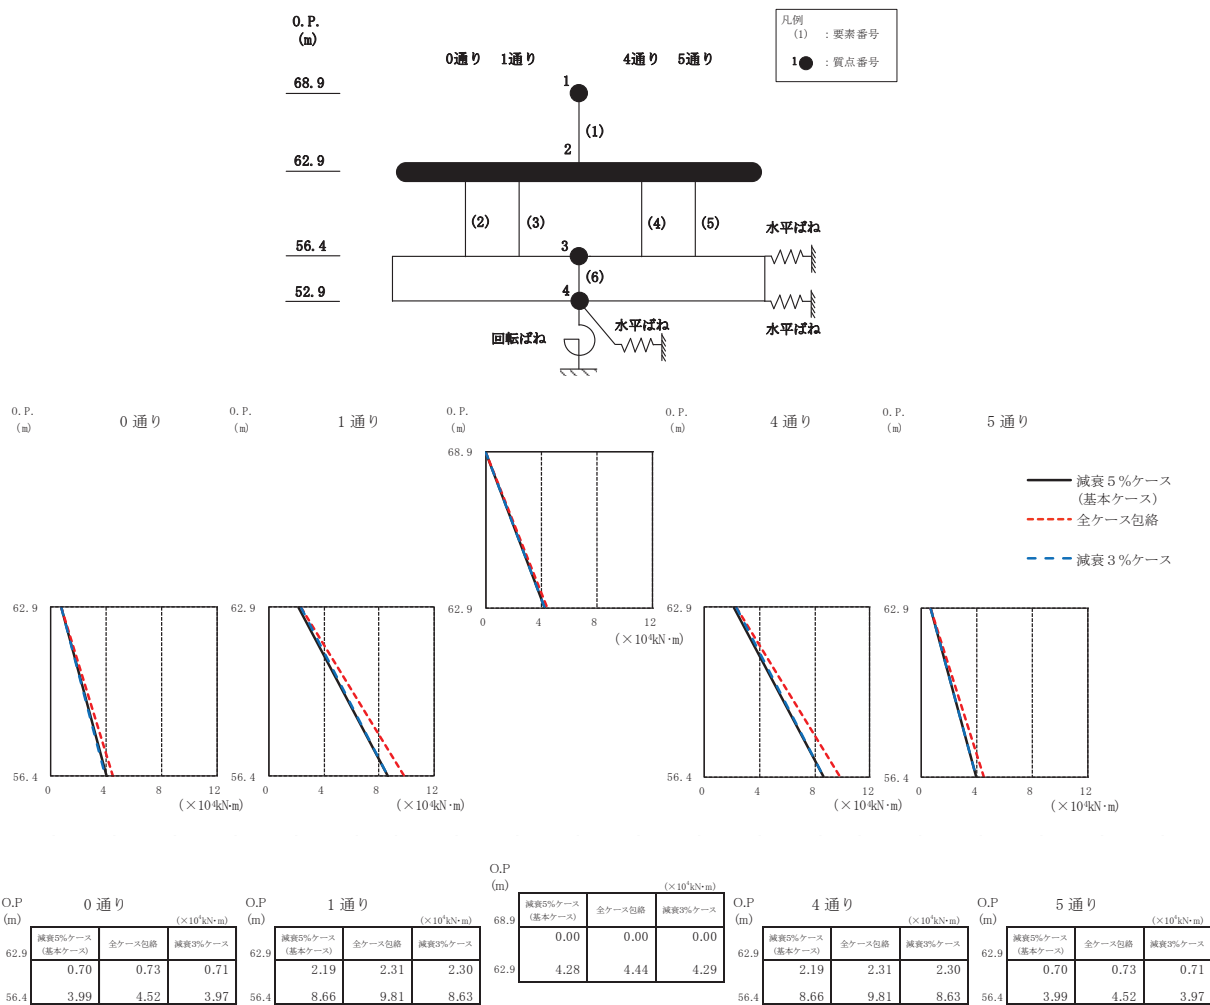 O.P.
(m)
0通り 1通り 4通り 5通り
凡例
(1) : 要素番号
1 : 質点番号
68.9
1
(1)
62.9
2
(2) (3) (4) (5)
水平ばね
56.4
3
(6)
52.9
4
水平ばね
回転ばね
水平ばね
O.P.
(m)
0 通り
O.P.
(m)
1 通り
O.P.
(m)
O.P.
(m)
4 通り
O.P.
(m)
5 通り
68.9
62.9
0 4 8 12
(×10⁴kN・m)
減衰5%ケース
(基本ケース)
全ケース包絡
減衰3%ケース
62.9
56.4
0 4 8 12
(×10⁴kN・m)
62.9
56.4
0 4 8 12
(×10⁴kN・m)
62.9
56.4
0 4 8 12
(×10⁴kN・m)
62.9
56.4
0 4 8 12
(×10⁴kN・m)
O.P
(m)
0 通り
(×10⁴kN・m)
減衰5%ケース
(基本ケース)
全ケース包絡 減衰3%ケース
62.9
0.70 0.73 0.71
56.4 3.99 4.52 3.97
O.P
(m)
1 通り
(×10⁴kN・m)
減衰5%ケース
(基本ケース)
全ケース包絡 減衰3%ケース
62.9
2.19 2.31 2.30
56.4 8.66 9.81 8.63
O.P
(m)
(×10⁴kN・m)
減衰5%ケース
(基本ケース)
全ケース包絡 減衰3%ケース
68.9
0.00 0.00 0.00
62.9 4.28 4.44 4.29
O.P
(m)
4 通り
(×10⁴kN・m)
減衰5%ケース
(基本ケース)
全ケース包絡 減衰3%ケース
62.9
2.19 2.31 2.30
56.4 8.66 9.81 8.63
O.P
(m)
5 通り
(×10⁴kN・m)
減衰5%ケース
(基本ケース)
全ケース包絡 減衰3%ケース
62.9
0.70 0.73 0.71
56.4 3.99 4.52 3.97